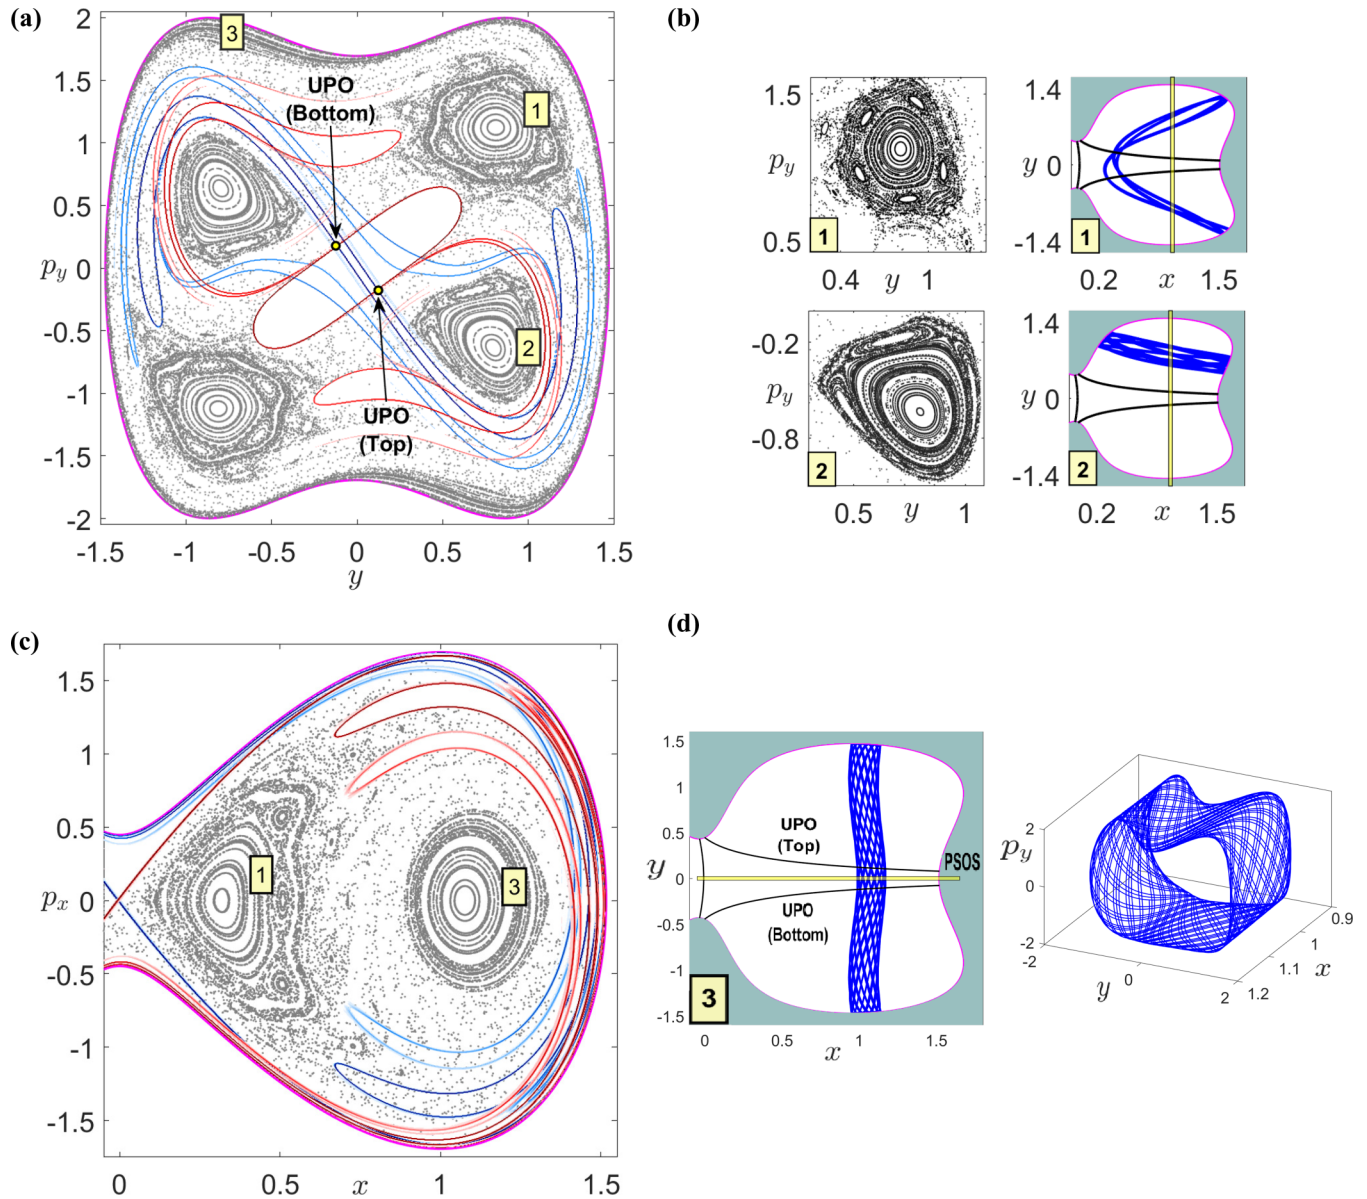 (a)
2
1.5
1
0.5
p_y 0
-0.5
-1
-1.5
-2
-1.5 -1 -0.5 0 0.5 1 1.5
y
3
UPO
(Bottom)
1
2
UPO
(Top)
(b)
1.5
p_y
0.5
1
0.4 y 1
1.4
y 0
-1.4
1
0.2 x 1.5
-0.2
p_y
-0.8
2
0.5 y 1
1.4
y 0
-1.4
2
0.2 x 1.5
(c)
1.5
1
0.5
p_x 0
-0.5
-1
-1.5
0 0.5 x 1 1.5
1
3
(d)
1.5
1
0.5
y 0
-0.5
-1
-1.5
UPO
(Top)
PSOS
UPO
(Bottom)
3
0 0.5 1 1.5
x
2
p_y
0
-2
-2
y 0
2
0.9
1
x
1.1
1.2